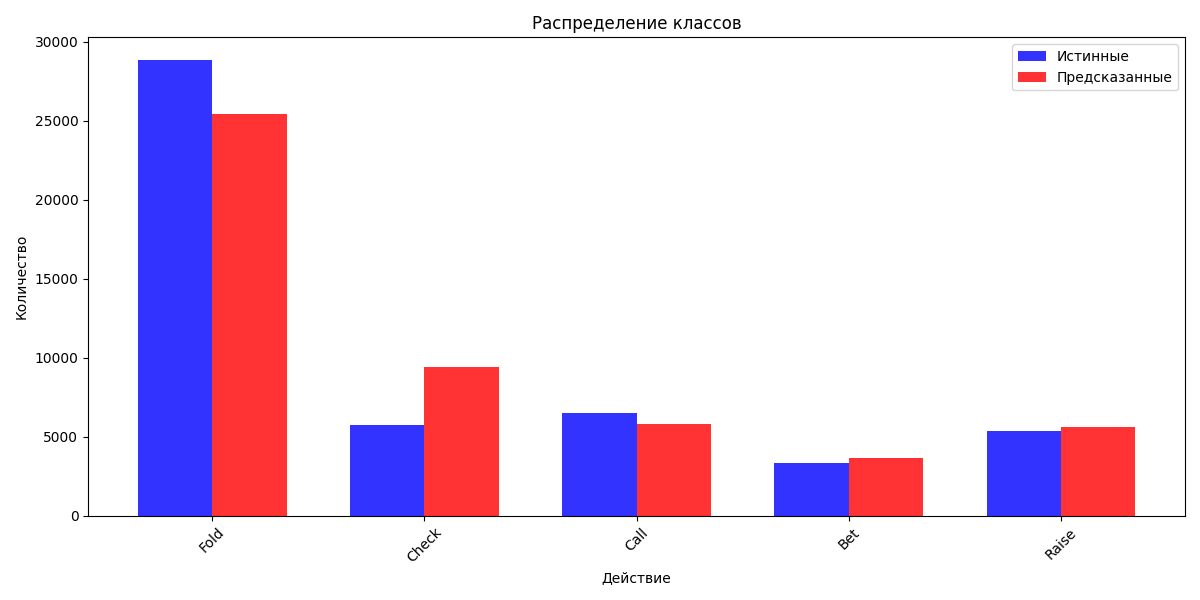 Распределение классов
Количество
30000
25000
20000
15000
10000
5000
0
Истинные
Предсказанные
Fold
Check
Call
Bet
Raise
Действие